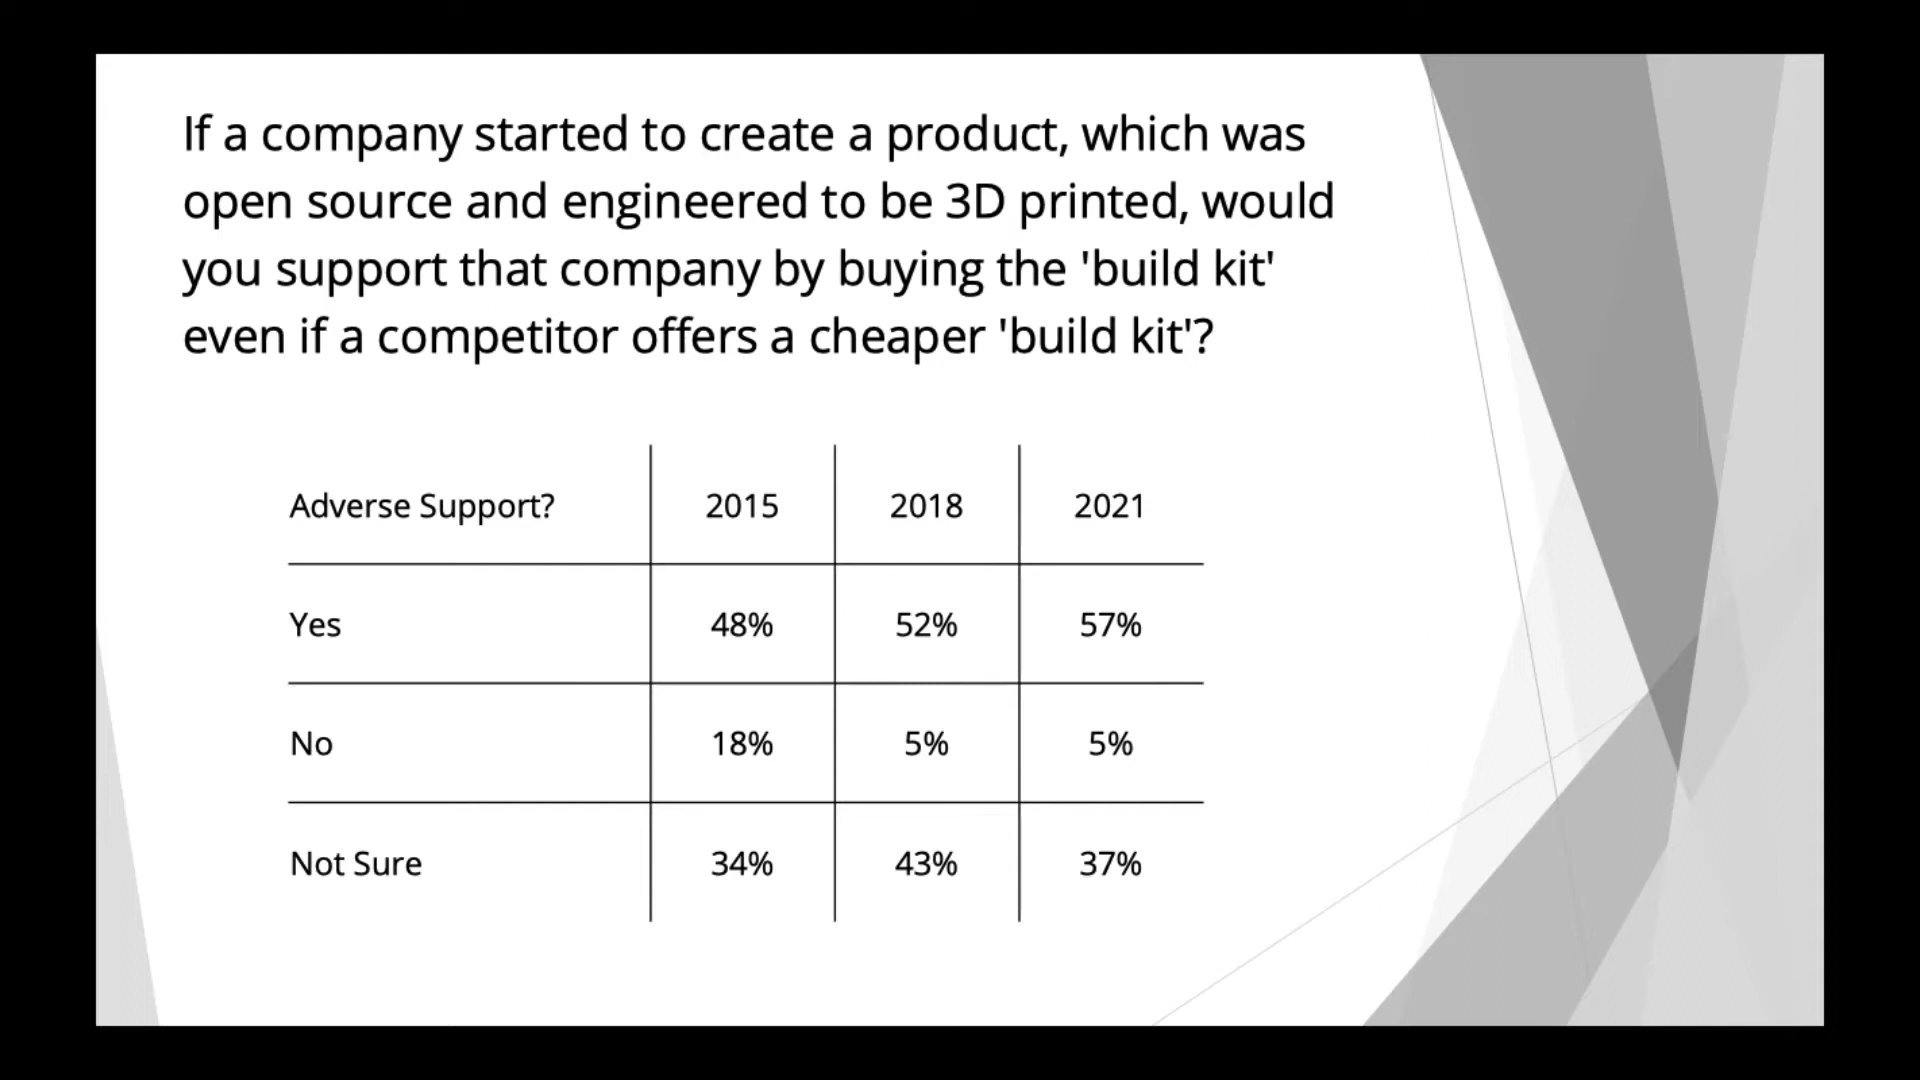 If a company started to create a product, which was
open source and engineered to be 3D printed, would
you support that company by buying the 'build kit'
even if a competitor offers a cheaper 'build kit'?
Adverse Support? 2015 2018 2021
Yes 48% 52% 57%
No 18% 5% 5%
Not Sure 34% 43% 37%